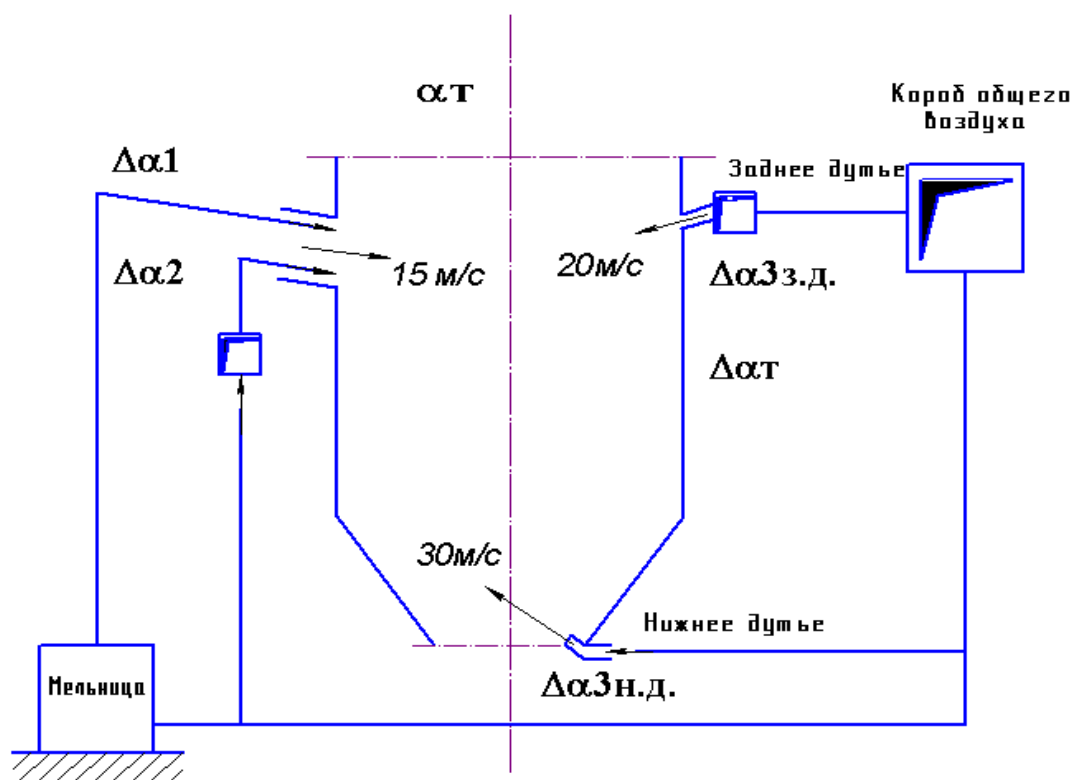 αт
Короб общего
воздуха
Δα1
Заднее дутье
Δα2
15 м/с
20м/с
Δα3з.д.
Δαт
30м/с
Нижнее дутье
Мельница
Δα3н.д.